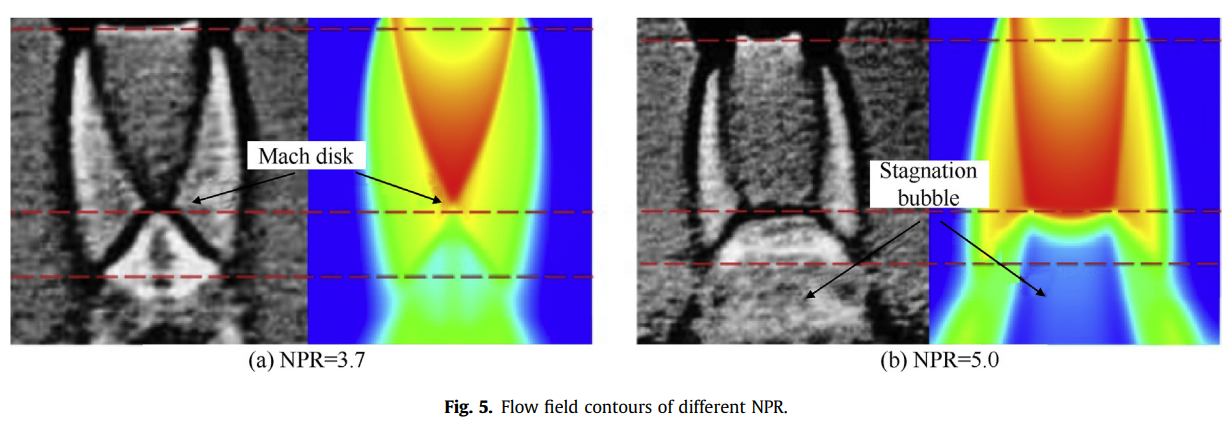 Mach disk
Stagnation
bubble
(a) NPR=3.7
(b) NPR=5.0
Fig. 5. Flow field contours of different NPR.